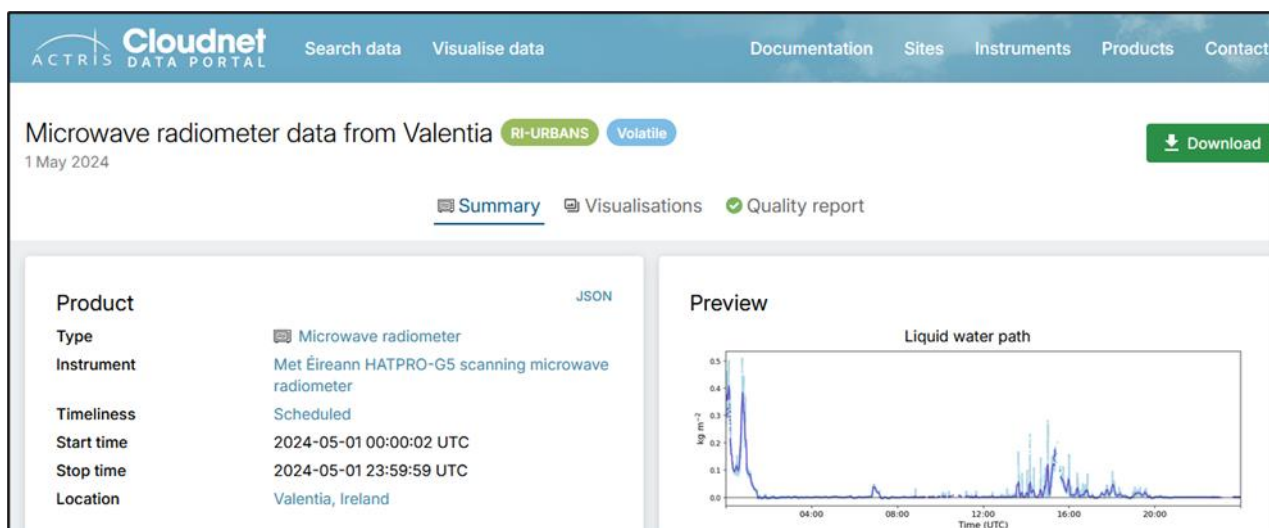 ACTRIS Cloudnet DATA PORTAL Search data Visualise data Documentation Sites Instruments Products Contact
Microwave radiometer data from Valentia RI-URBANS Volatile
1 May 2024
Download
Summary Visualisations Quality report
Product JSON
Type Microwave radiometer
Instrument Met Éireann HATPRO-G5 scanning microwave
radiometer
Timeliness Scheduled
Start time 2024-05-01 00:00:02 UTC
Stop time 2024-05-01 23:59:59 UTC
Location Valentia, Ireland
Preview
Liquid water path
0.5
0.4
0.3
0.2
0.1
0.0
kg m⁻²
04:00 08:00 12:00 16:00 20:00
Time (UTC)